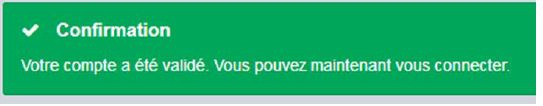 Confirmation
Votre compte a été validé. Vous pouvez maintenant vous connecter.